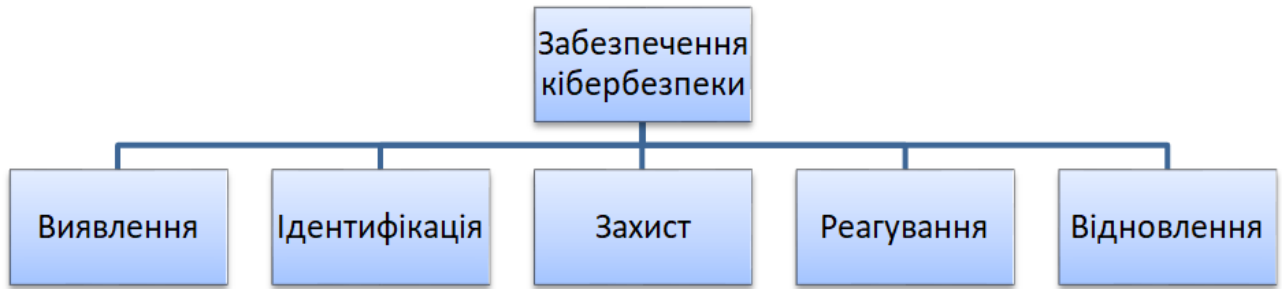 Забезпечення
кібербезпеки
Виявлення
Ідентифікація
Захист
Реагування
Відновлення